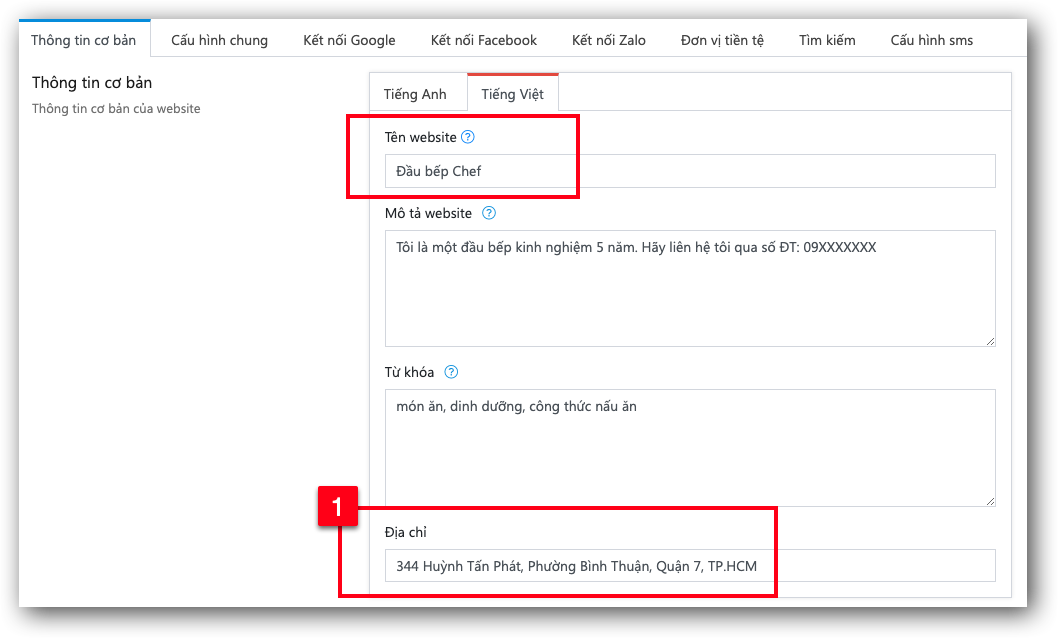 Thông tin cơ bản Cấu hình chung Kết nối Google Kết nối Facebook Kết nối Zalo Đơn vị tiền tệ Tìm kiếm Cấu hình sms
Thông tin cơ bản
Thông tin cơ bản của website
Tiếng Anh Tiếng Việt
Tên website ?
Đầu bếp Chef
Mô tả website ?
Tôi là một đầu bếp kinh nghiệm 5 năm. Hãy liên hệ tôi qua số ĐT: 09XXXXXXX
Từ khóa ?
món ăn, dinh dưỡng, công thức nấu ăn
1
Địa chỉ
344 Huỳnh Tấn Phát, Phường Bình Thuận, Quận 7, TP.HCM